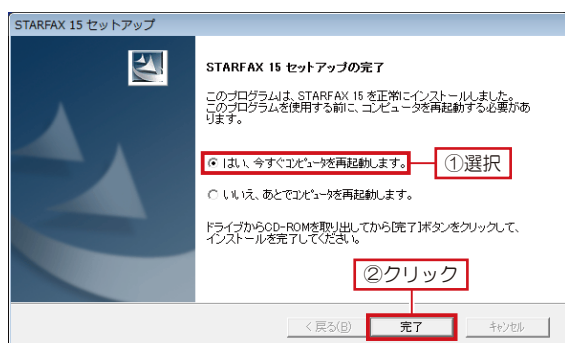 STARFAX 15 セットアップ
STARFAX 15 セットアップの完了
このプログラムは、STARFAX 15 を正常にインストールしました。
このプログラムを使用する前に、コンピュータを再起動する必要があ
ります。
はい、今すぐコンピュータを再起動します。
①選択
いいえ、あとでコンピュータを再起動します。
ドライブからCD-ROMを取り出してから[完了]ボタンをクリックして、
インストールを完了してください。
②クリック
< 戻る(B)
完了
キャンセル